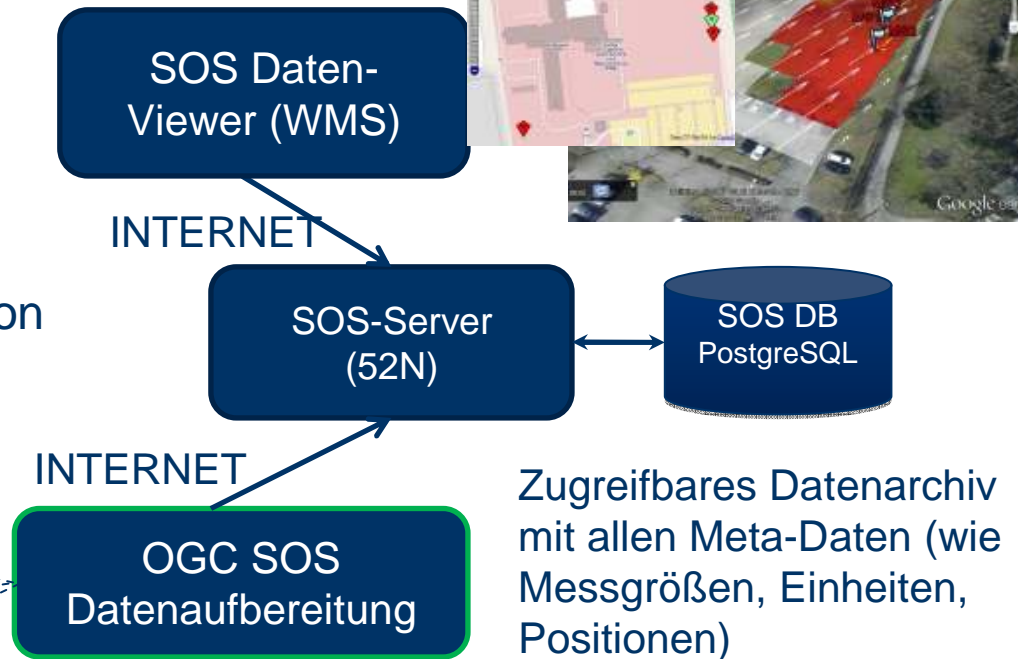 SOS Daten-
Viewer (WMS)
Google ear
INTERNET
on
SOS-Server
(52N)
SOS DB
PostgreSQL
INTERNET
OGC SOS
Datenaufbereitung
Zugreifbares Datenarchiv
mit allen Meta-Daten (wie
Messgrößen, Einheiten,
Positionen)